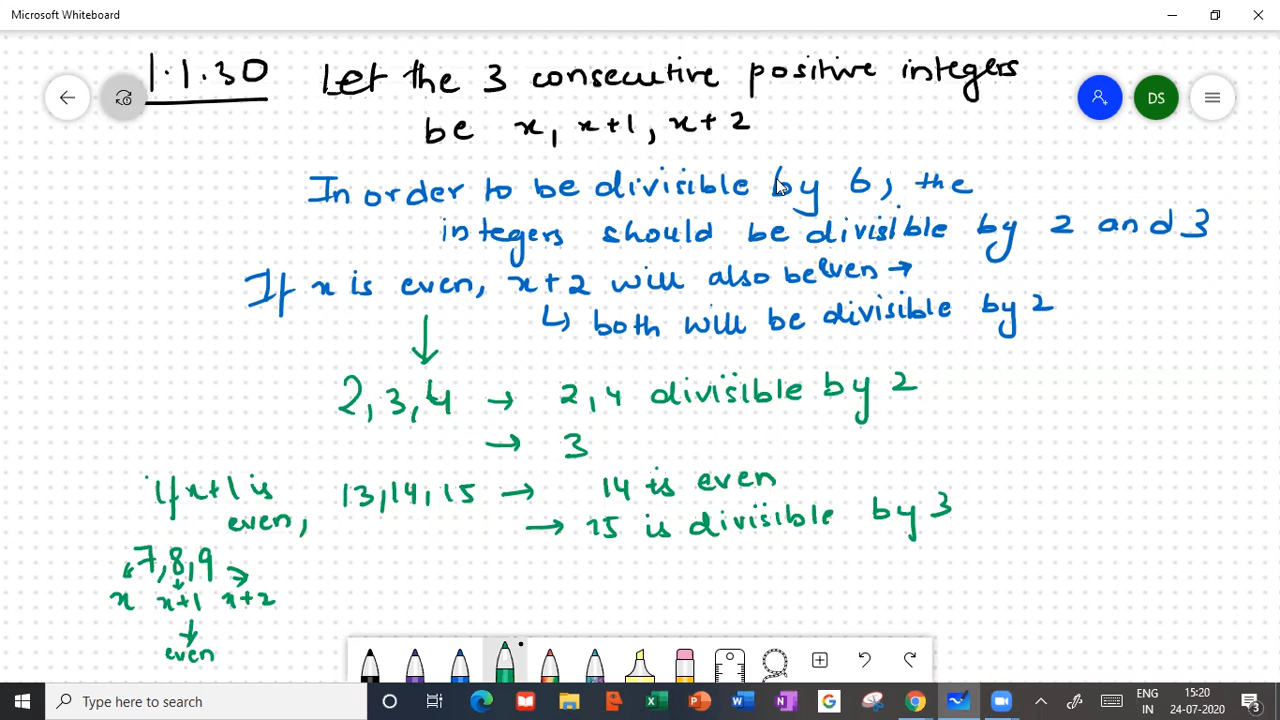 Microsoft Whiteboard
1.1.30 Let the 3 consecutive positive integers
be x, x+1, x+2
DS
In order to be divisible by 6, the
integers should be divisible by 2 and 3
If x is even, x+2 will also be even →
↳ both will be divisible by 2
↓
2, 3, 4 → 2, 4 divisible by 2
→ 3
If x+1 is even,
13, 14, 15 → 14 is even
→ 15 is divisible by 3
7, 8, 9
x x+1 x+2
↓
even
Type here to search
ENG
IN
15:20
24-07-2020
3